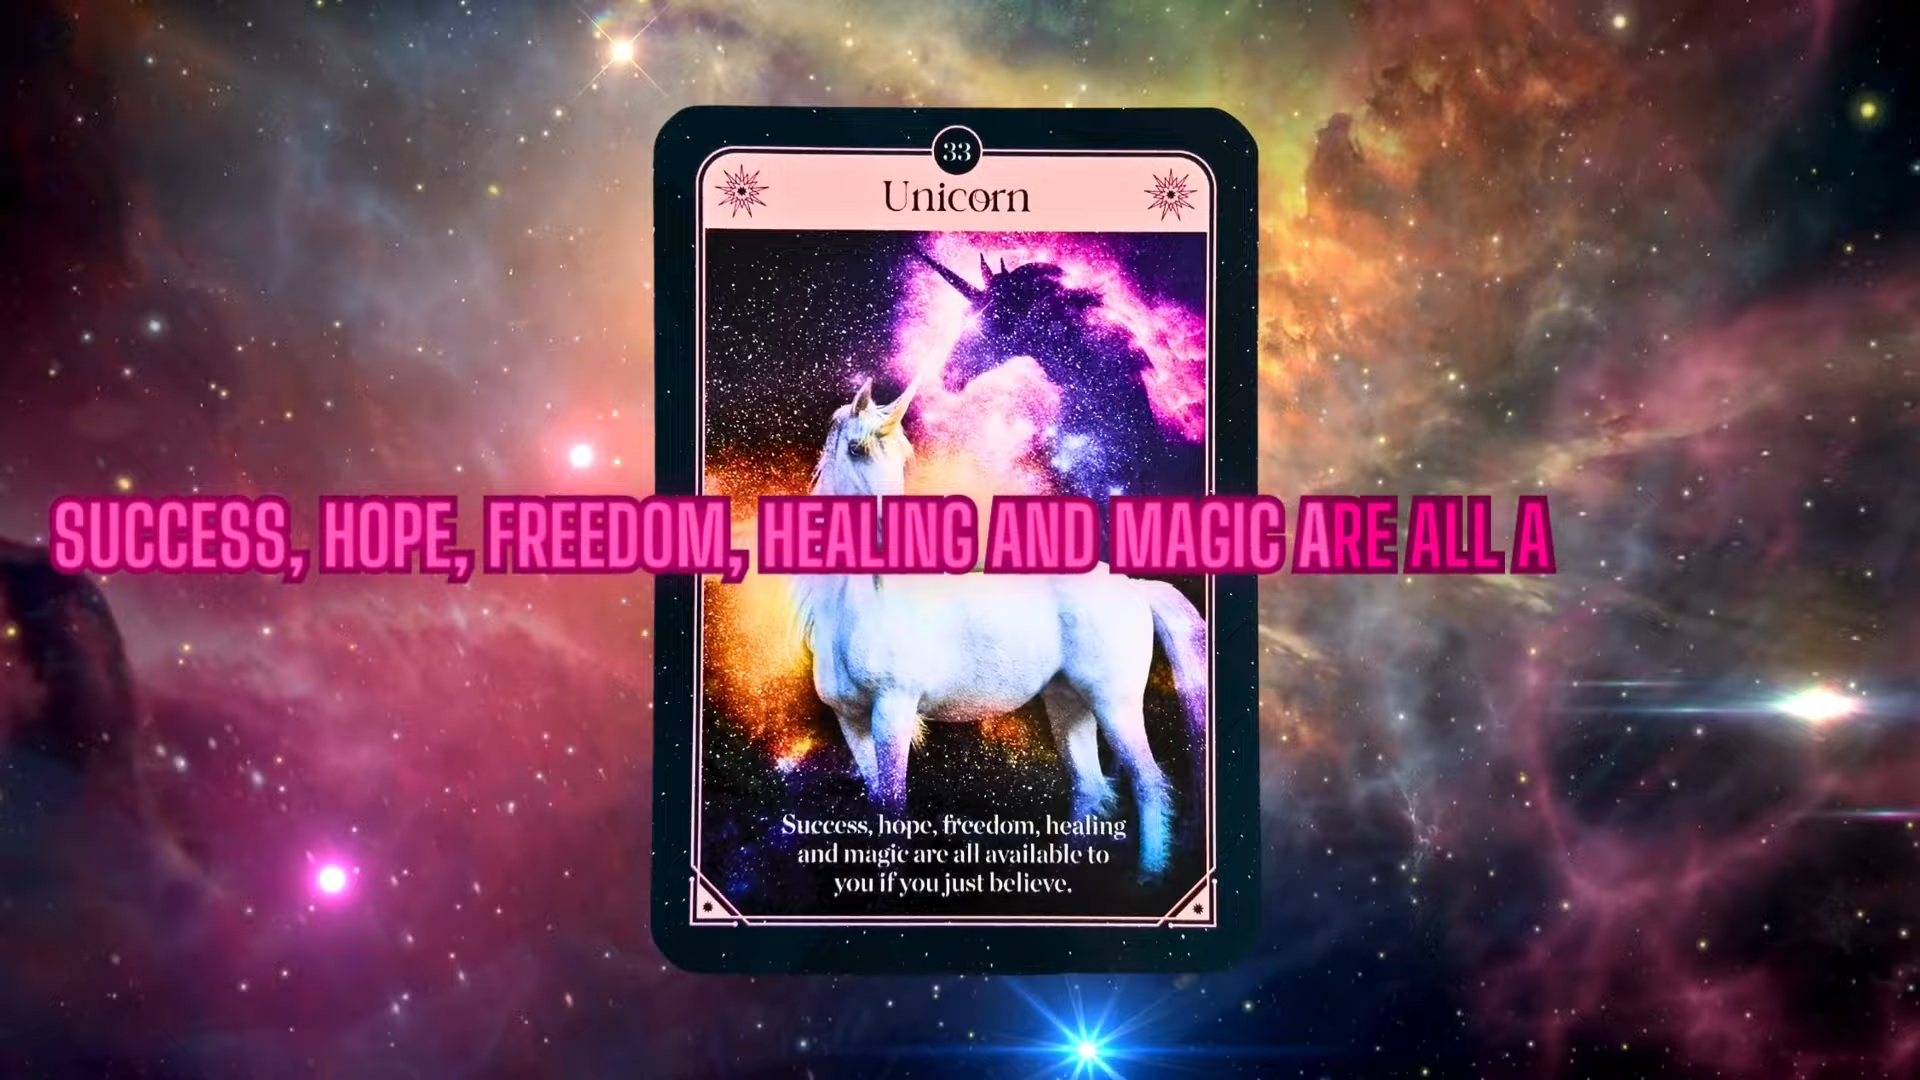 33
Unicorn
SUCCESS, HOPE, FREEDOM, HEALING AND MAGIC ARE ALL A
Success, hope, freedom, healing
and magic are all available to
you if you just believe.